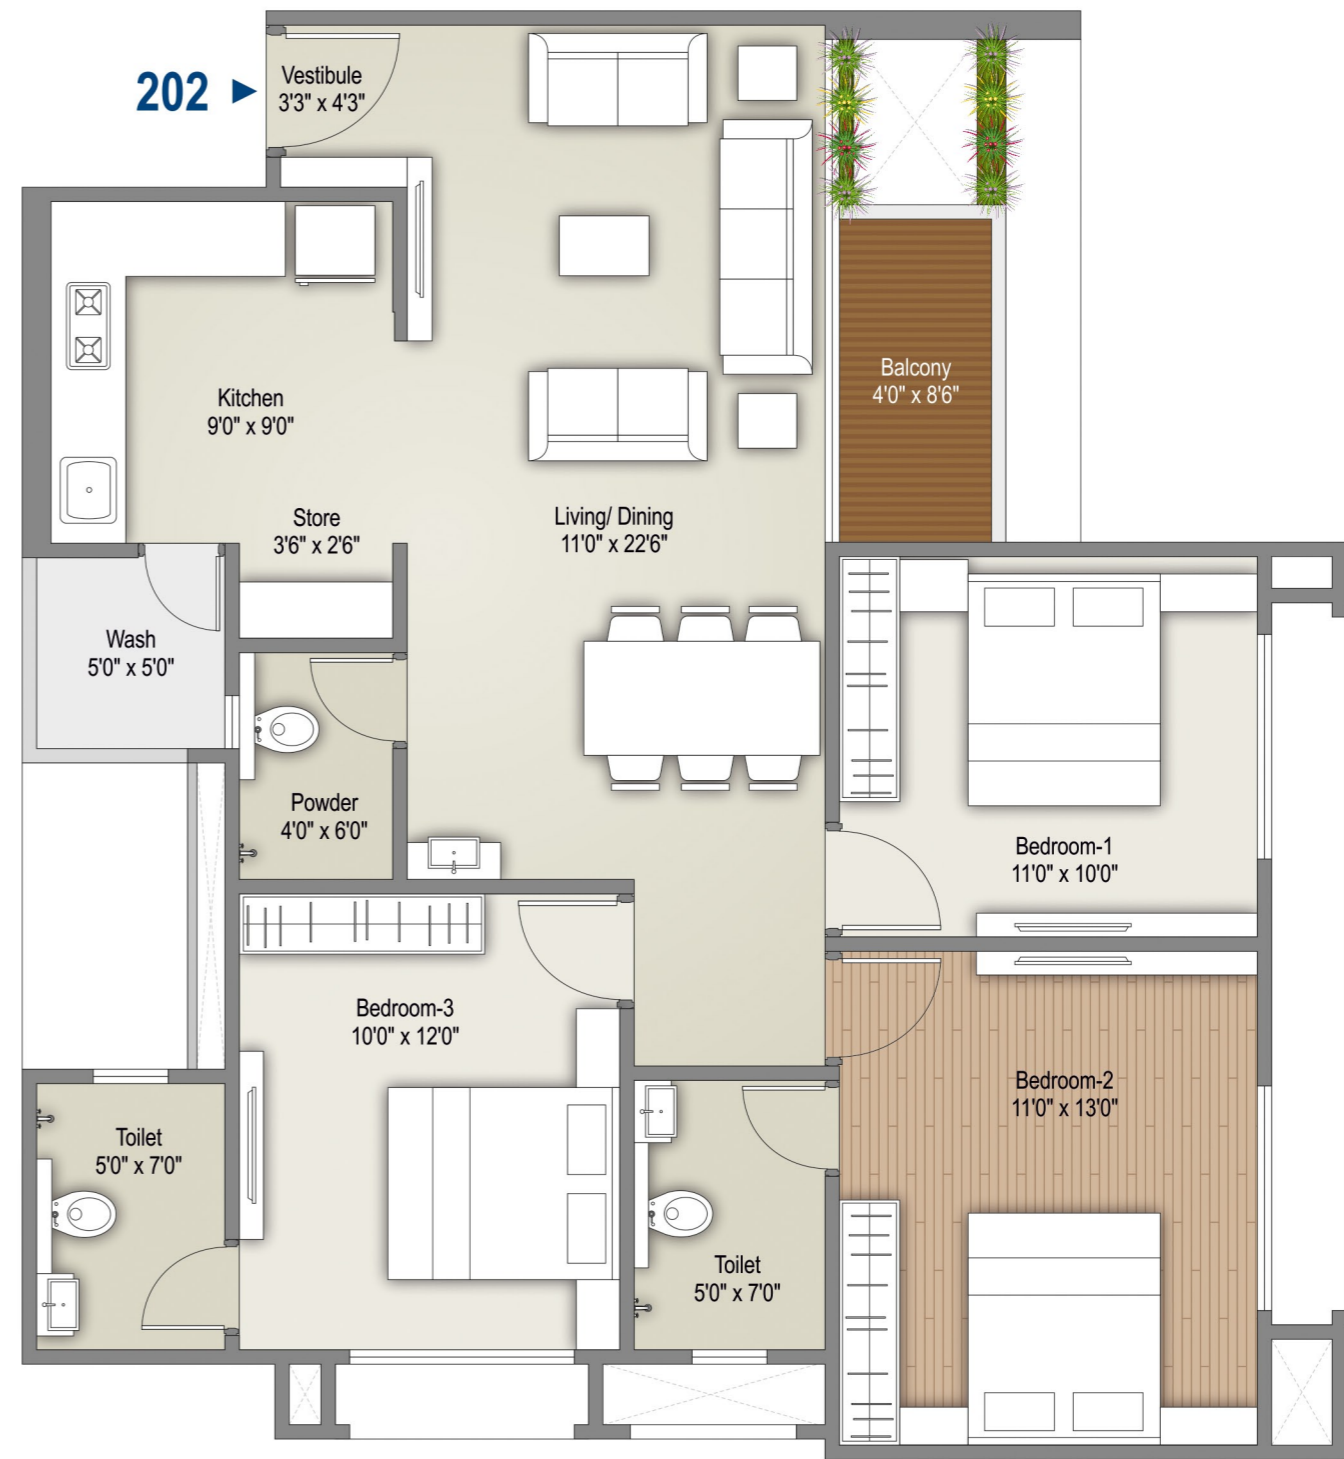 202
Vestibule
3'3" x 4'3"
Balcony
4'0" x 8'6"
Kitchen
9'0" x 9'0"
Store
3'6" x 2'6"
Living/ Dining
11'0" x 22'6"
Wash
5'0" x 5'0"
Powder
4'0" x 6'0"
Bedroom-1
11'0" x 10'0"
Bedroom-3
10'0" x 12'0"
Bedroom-2
11'0" x 13'0"
Toilet
5'0" x 7'0"
Toilet
5'0" x 7'0"